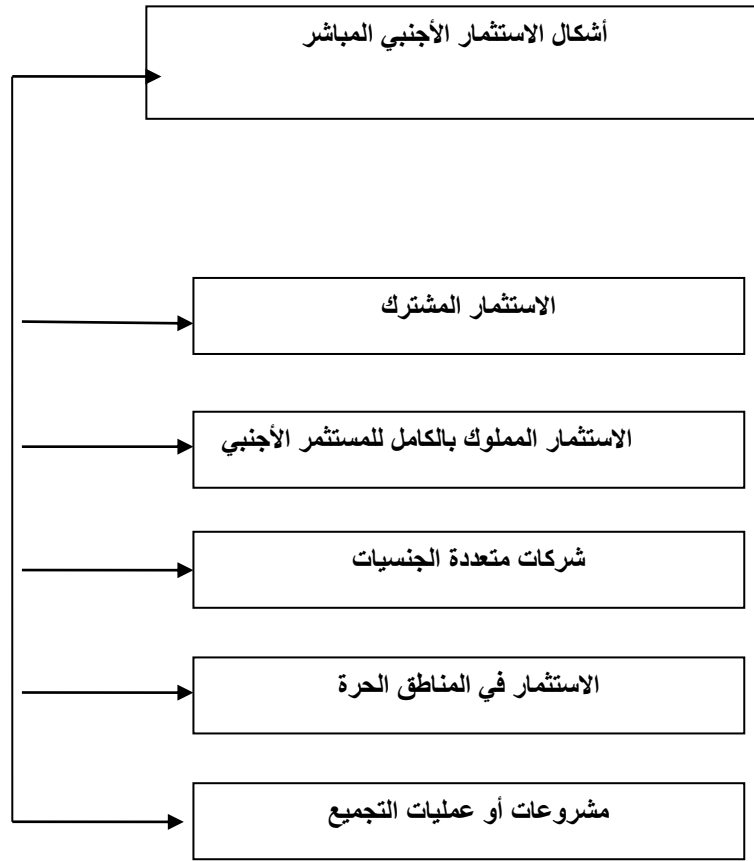 أشكال الاستثمار الأجنبي المباشر
الاستثمار المشترك
الاستثمار المملوك بالكامل للمستثمر الأجنبي
شركات متعددة الجنسيات
الاستثمار في المناطق الحرة
مشروعات أو عمليات التجميع